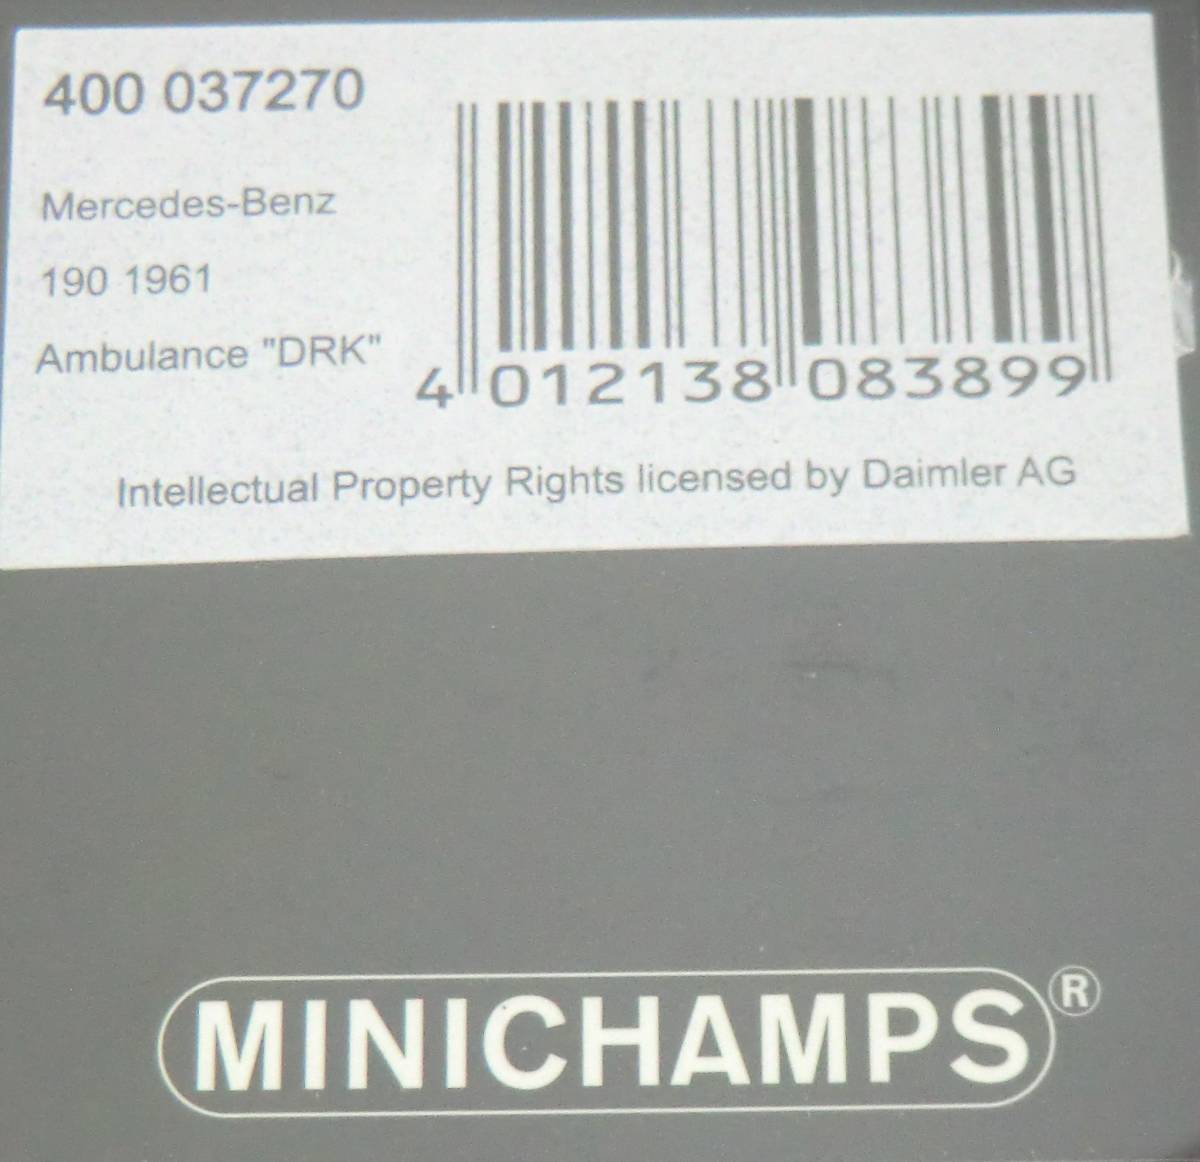 400 037270
Mercedes-Benz
190 1961
Ambulance "DRK"
4 012138 083899
Intellectual Property Rights licensed by Daimler AG
MINICHAMPS®